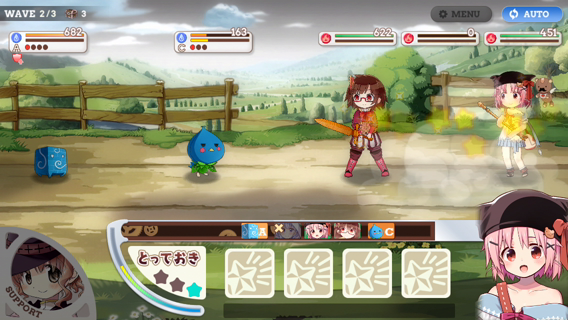 WAVE 2/3 3
MENU
AUTO
682
A
163
C
622
0
451
A
C
とっておき
SUPPORT